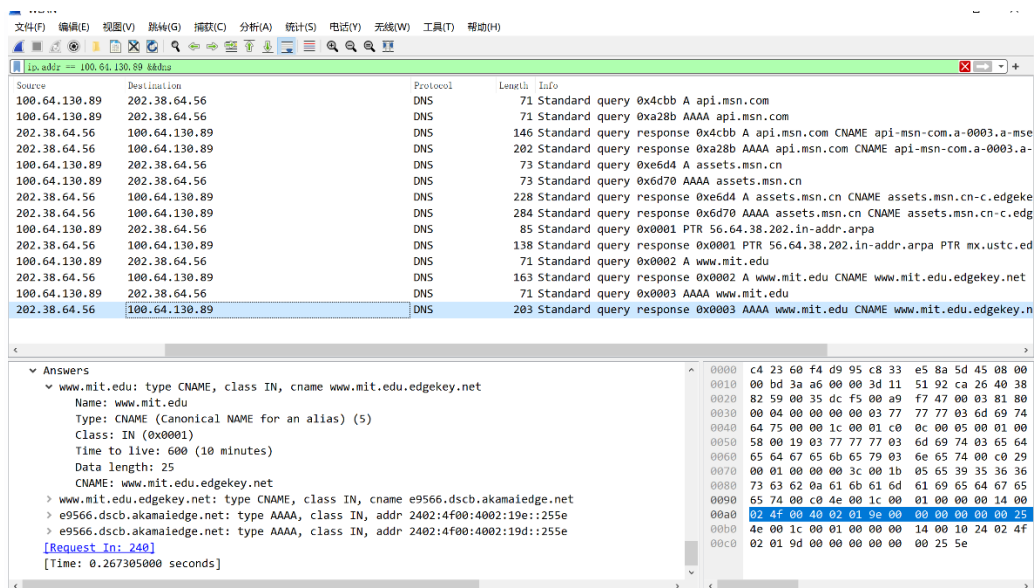 文件(F) 编辑(E) 视图(V) 跳转(G) 捕获(C) 分析(A) 统计(S) 电话(Y) 无线(W) 工具(T) 帮助(H)
ip.addr == 100.64.130.89 &&dns
Source Destination Protocol Length Info
100.64.130.89 202.38.64.56 DNS 71 Standard query 0x4cbb A api.msn.com
100.64.130.89 202.38.64.56 DNS 71 Standard query 0xa28b AAAA api.msn.com
202.38.64.56 100.64.130.89 DNS 146 Standard query response 0x4cbb A api.msn.com CNAME api-msn-com.a-0003.a-mse
202.38.64.56 100.64.130.89 DNS 202 Standard query response 0xa28b AAAA api.msn.com CNAME api-msn-com.a-0003.a-
100.64.130.89 202.38.64.56 DNS 73 Standard query 0xe6d4 A assets.msn.cn
100.64.130.89 202.38.64.56 DNS 73 Standard query 0x6d70 AAAA assets.msn.cn
202.38.64.56 100.64.130.89 DNS 228 Standard query response 0xe6d4 A assets.msn.cn CNAME assets.msn.cn-c.edgeke
202.38.64.56 100.64.130.89 DNS 284 Standard query response 0x6d70 AAAA assets.msn.cn CNAME assets.msn.cn-c.edg
100.64.130.89 202.38.64.56 DNS 85 Standard query 0x0001 PTR 56.64.38.202.in-addr.arpa
202.38.64.56 100.64.130.89 DNS 138 Standard query response 0x0001 PTR 56.64.38.202.in-addr.arpa PTR mx.ustc.ed
100.64.130.89 202.38.64.56 DNS 71 Standard query 0x0002 A www.mit.edu
202.38.64.56 100.64.130.89 DNS 163 Standard query response 0x0002 A www.mit.edu CNAME www.mit.edu.edgekey.net
100.64.130.89 202.38.64.56 DNS 71 Standard query 0x0003 AAAA www.mit.edu
202.38.64.56 100.64.130.89 DNS 203 Standard query response 0x0003 AAAA www.mit.edu CNAME www.mit.edu.edgekey.n
Answers
www.mit.edu: type CNAME, class IN, cname www.mit.edu.edgekey.net
Name: www.mit.edu
Type: CNAME (Canonical NAME for an alias) (5)
Class: IN (0x0001)
Time to live: 600 (10 minutes)
Data length: 25
CNAME: www.mit.edu.edgekey.net
www.mit.edu.edgekey.net: type CNAME, class IN, cname e9566.dscb.akamaiedge.net
e9566.dscb.akamaiedge.net: type AAAA, class IN, addr 2402:4f00:4002:19e::255e
e9566.dscb.akamaiedge.net: type AAAA, class IN, addr 2402:4f00:4002:19d::255e
[Request In: 240]
[Time: 0.267305000 seconds]
0000 c4 23 60 f4 d9 95 c8 33 e5 8a 5d 45 08 00
0010 00 bd 3a a6 00 00 3d 11 51 92 ca 26 40 38
0020 82 59 00 35 dc f5 00 a9 f7 47 00 03 81 80
0030 00 04 00 00 00 00 03 77 77 77 03 6d 69 74
0040 64 75 00 00 1c 00 01 c0 0c 00 05 00 01 00
0050 58 00 19 03 77 77 77 03 6d 69 74 03 65 64
0060 65 64 67 65 6b 65 79 03 6e 65 74 00 c0 29
0070 00 01 00 00 00 3c 00 1b 05 65 39 35 36 36
0080 73 63 62 0a 61 6b 61 6d 61 69 65 64 67 65
0090 65 74 00 c0 4e 00 1c 00 01 00 00 00 14 00
00a0 02 4f 00 40 02 01 9e 00 00 00 00 00 00 25
00b0 4e 00 1c 00 01 00 00 00 14 00 10 24 02 4f
00c0 02 01 9d 00 00 00 00 00 00 25 5e